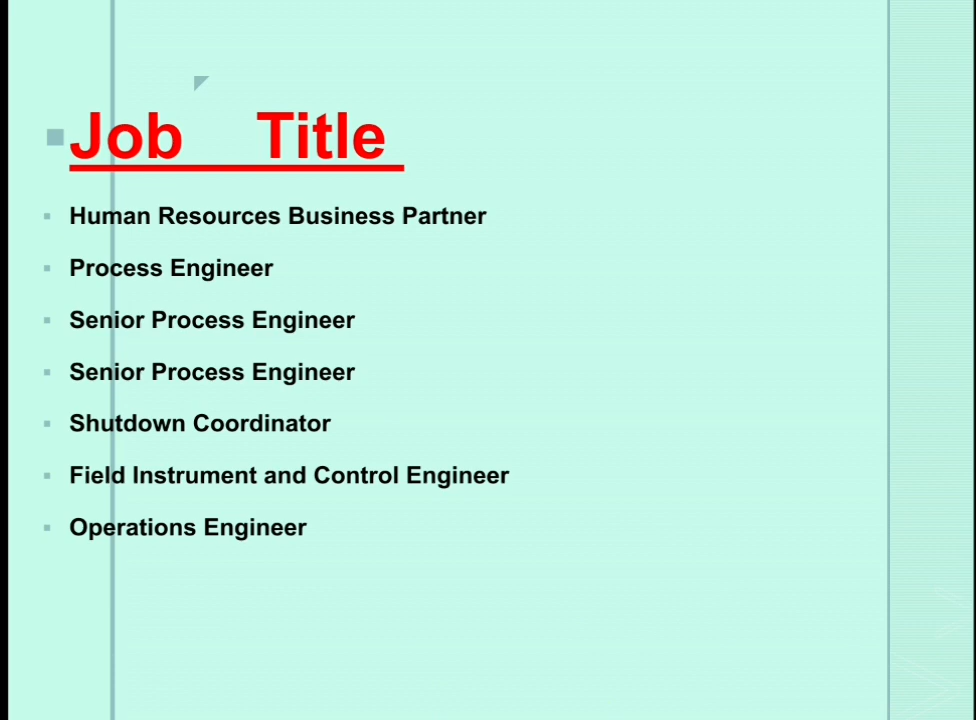 Job Title
Human Resources Business Partner
Process Engineer
Senior Process Engineer
Senior Process Engineer
Shutdown Coordinator
Field Instrument and Control Engineer
Operations Engineer